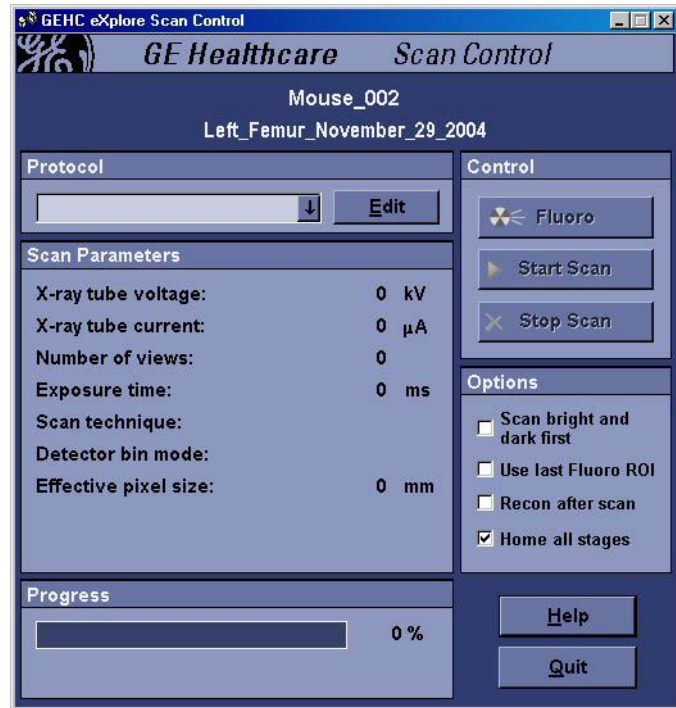 GEHC eXplore Scan Control
GE Healthcare Scan Control
Mouse_002
Left_Femur_November_29_2004
Protocol
Edit
Scan Parameters
X-ray tube voltage: 0 kV
X-ray tube current: 0 µA
Number of views: 0
Exposure time: 0 ms
Scan technique:
Detector bin mode:
Effective pixel size: 0 mm
Progress
0 %
Control
Fluoro
Start Scan
Stop Scan
Options
Scan bright and
dark first
Use last Fluoro ROI
Recon after scan
Home all stages
Help
Quit